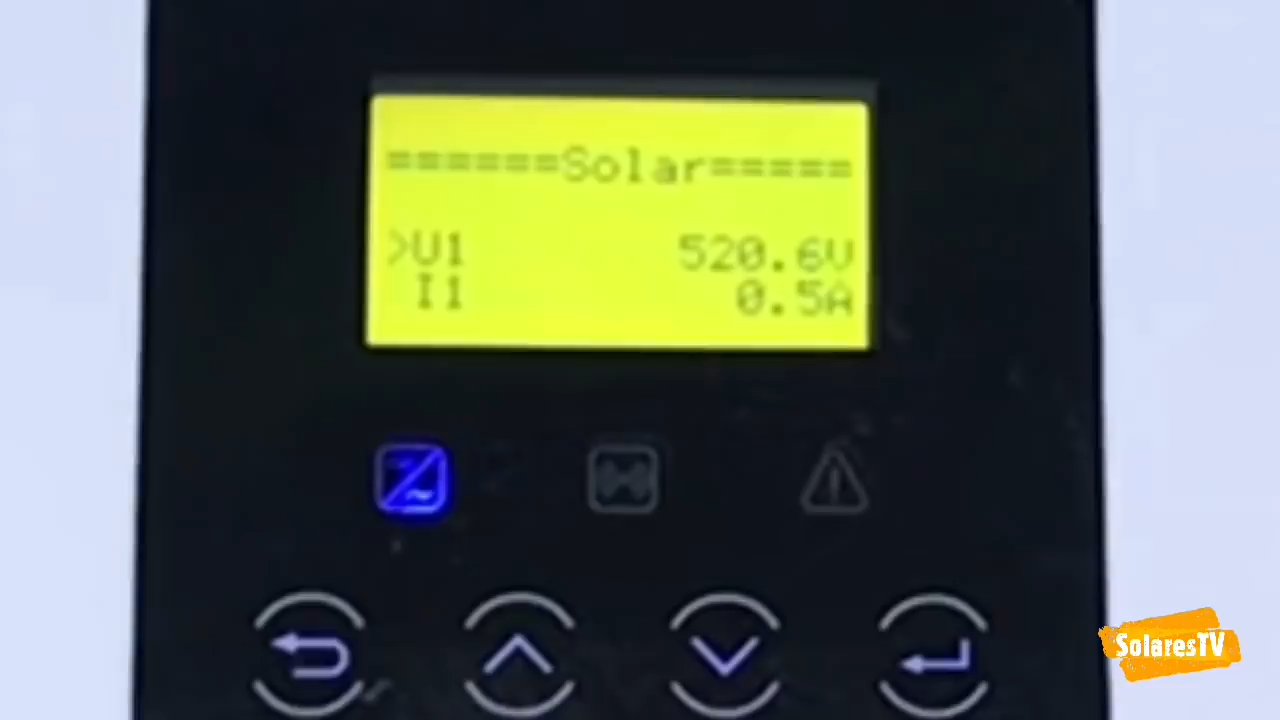 ======Solar=====
>U1 520.6V
I1 0.5A
SolaresTV